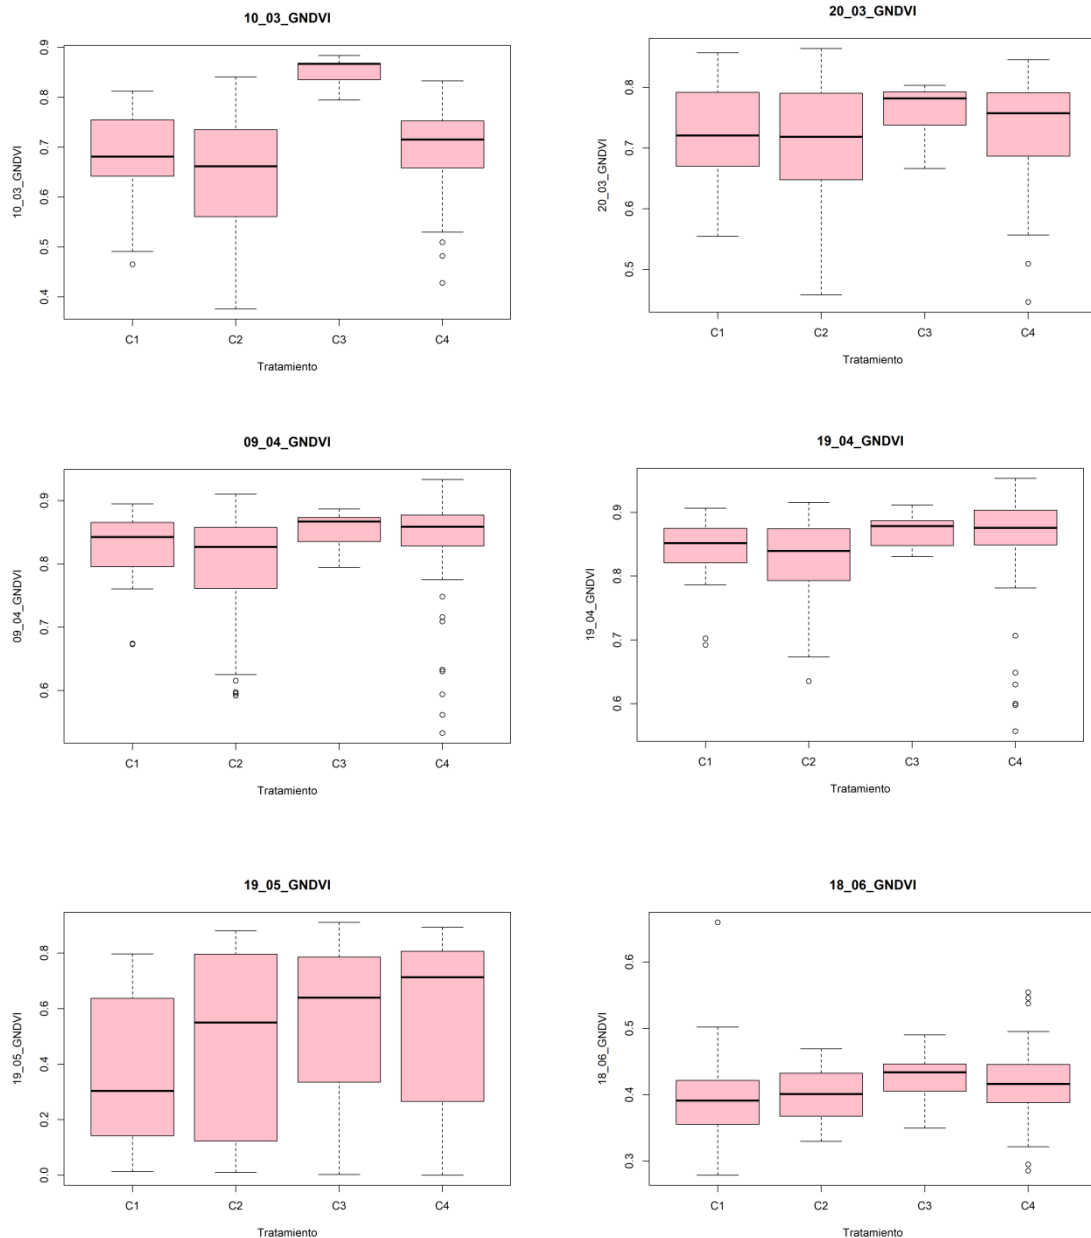 10_03_GNDVI
10_03_GNDVI
0.9
0.8
0.7
0.6
0.5
0.4
C1 C2 C3 C4
Tratamiento
20_03_GNDVI
20_03_GNDVI
0.8
0.7
0.6
0.5
C1 C2 C3 C4
Tratamiento
09_04_GNDVI
09_04_GNDVI
0.9
0.8
0.7
0.6
C1 C2 C3 C4
Tratamiento
19_04_GNDVI
19_04_GNDVI
0.9
0.8
0.7
0.6
C1 C2 C3 C4
Tratamiento
19_05_GNDVI
19_05_GNDVI
0.8
0.6
0.4
0.2
0.0
C1 C2 C3 C4
Tratamiento
18_06_GNDVI
18_06_GNDVI
0.6
0.5
0.4
0.3
C1 C2 C3 C4
Tratamiento